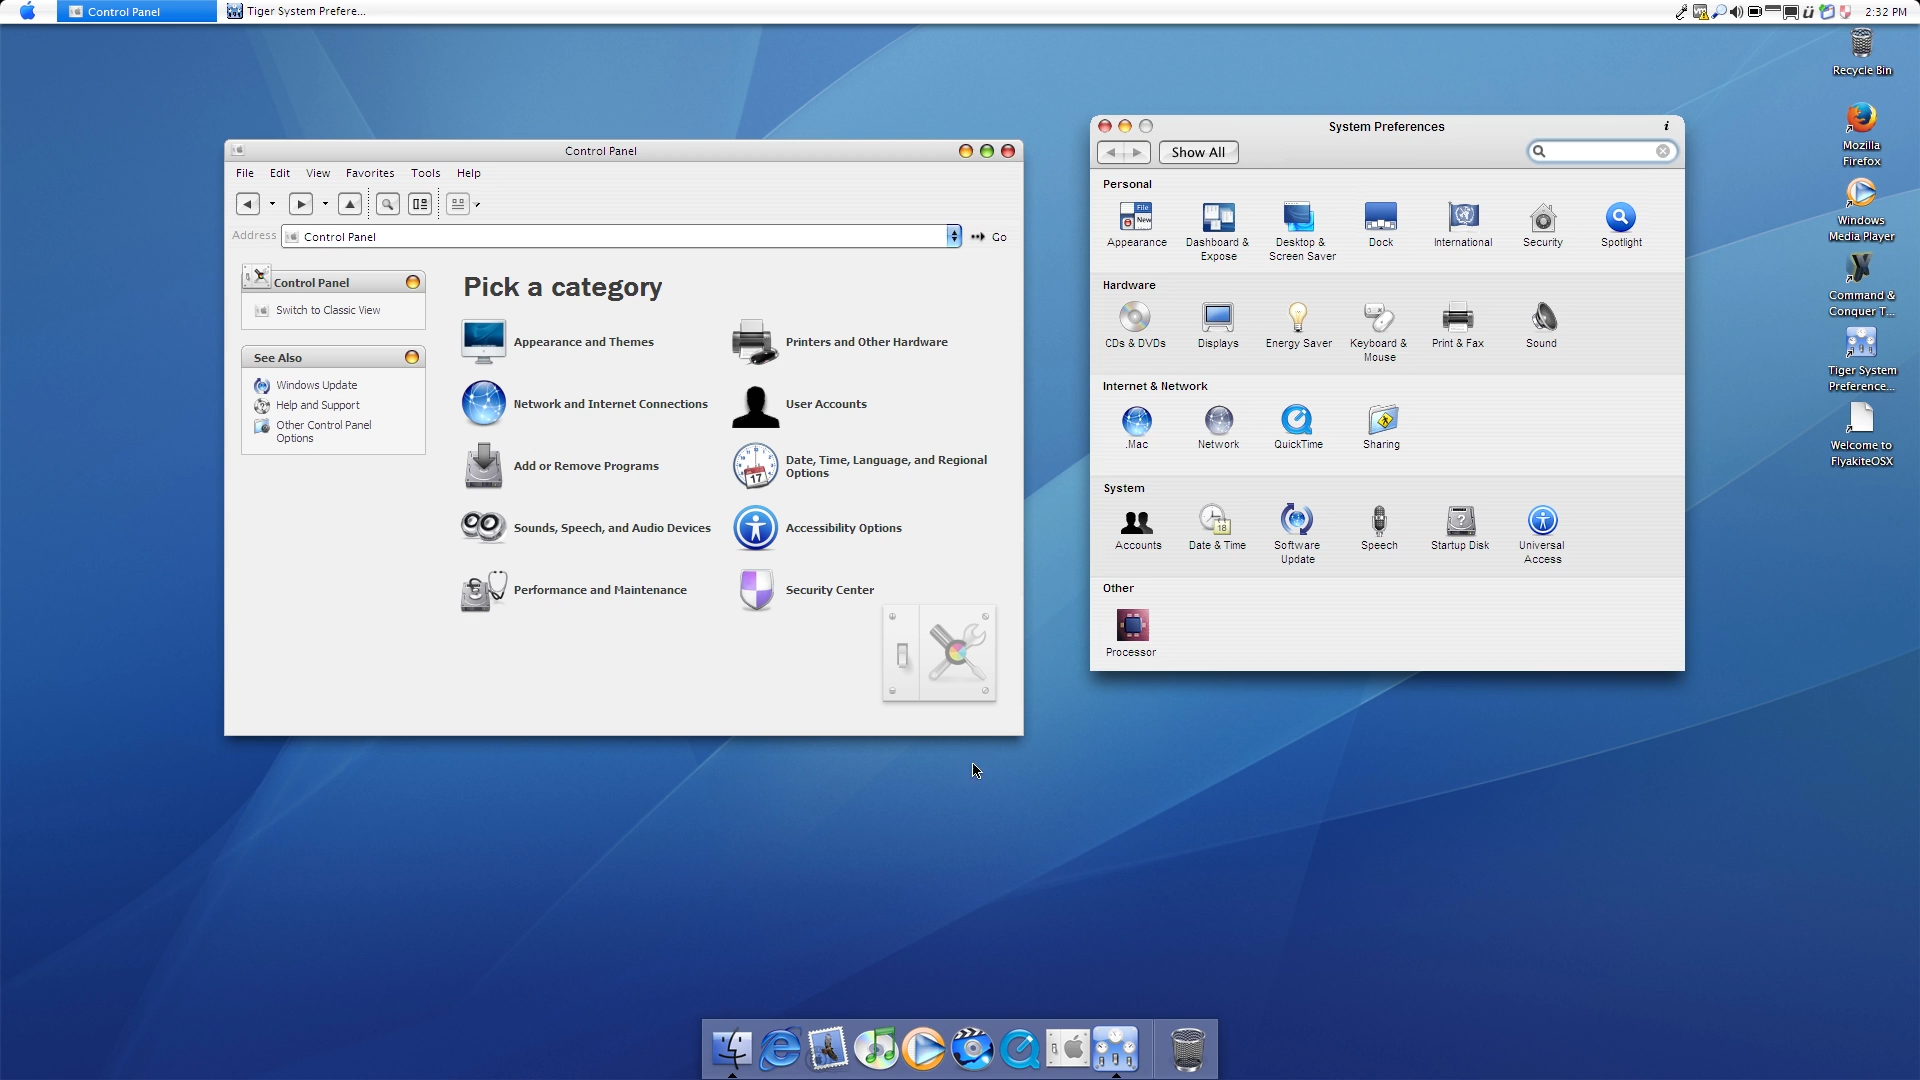 Control Panel
Tiger System Prefere...
2:32 PM
Control Panel
File Edit View Favorites Tools Help
Address
Control Panel
Go
Control Panel
Switch to Classic View
See Also
Windows Update
Help and Support
Other Control Panel
Options
Pick a category
Appearance and Themes
Printers and Other Hardware
Network and Internet Connections
User Accounts
Add or Remove Programs
Date, Time, Language, and Regional
Options
17
Sounds, Speech, and Audio Devices
Accessibility Options
Performance and Maintenance
Security Center
System Preferences
i
Show All
Personal
File
New
Appearance
Dashboard &
Expose
Desktop &
Screen Saver
Dock
International
Security
Spotlight
Hardware
CDs & DVDs
Displays
Energy Saver
Keyboard &
Mouse
Print & Fax
Sound
Internet & Network
.Mac
Network
QuickTime
Sharing
System
Accounts
18
Date & Time
Software
Update
Speech
?
Startup Disk
Universal
Access
Other
Processor
Recycle Bin
Mozilla
Firefox
Windows
Media Player
Command &
Conquer T...
Tiger System
Preference...
Welcome to
FlyakiteOSX